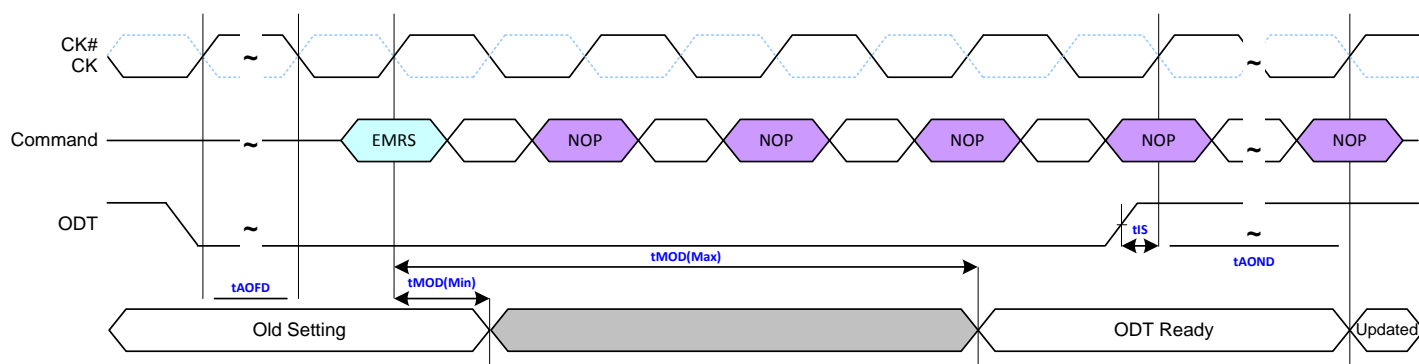 CK#
CK
~ ~
Command EMRS NOP NOP NOP NOP NOP
~ ~
ODT
~ ~
tIS
tMOD(Max) tAOND
tAOFD tMOD(Min)
Old Setting ODT Ready Updated